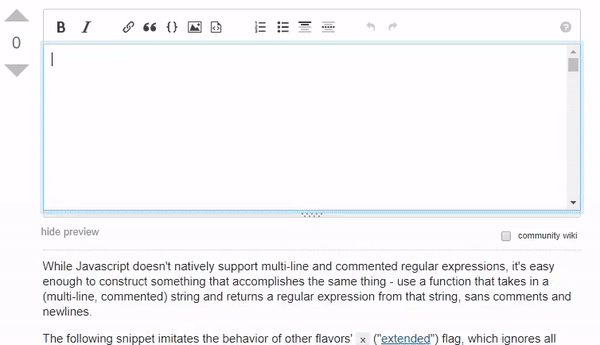 B I
0
hide preview
community wiki
While Javascript doesn't natively support multi-line and commented regular expressions, it's easy
enough to construct something that accomplishes the same thing - use a function that takes in a
(multi-line, commented) string and returns a regular expression from that string, sans comments and
newlines.
The following snippet imitates the behavior of other flavors' x ("extended") flag, which ignores all